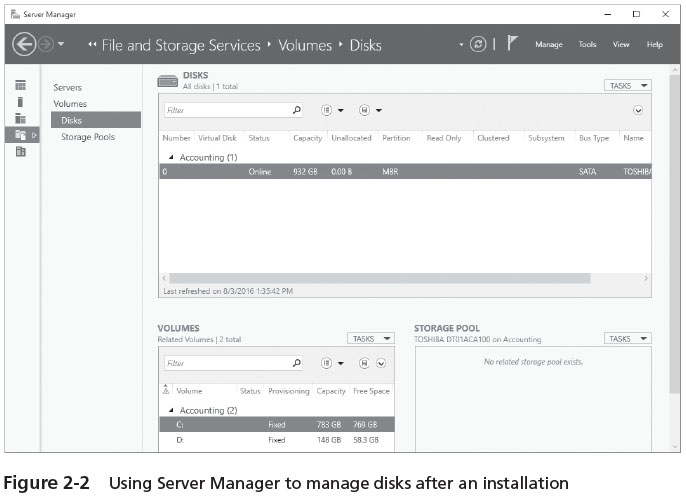 Server Manager
File and Storage Services Volumes Disks
Manage Tools View Help
Servers
Volumes
Disks
Storage Pools
DISKS
All disks | 1 total
TASKS
Filter
Number Virtual Disk Status Capacity Unallocated Partition Read Only Clustered Subsystem Bus Type Name
Accounting (1)
0 Online 932 GB 0.00 B MBR SATA TOSHIBA
Last refreshed on 8/3/2016 1:35:42 PM
VOLUMES
Related Volumes | 2 total
TASKS
Filter
Volume Status Provisioning Capacity Free Space
Accounting (2)
C: Fixed 783 GB 769 GB
D: Fixed 148 GB 58.3 GB
STORAGE POOL
TOSHIBA DT01ACA100 on Accounting
TASKS
No related storage pool exists.
Figure 2-2 Using Server Manager to manage disks after an installation